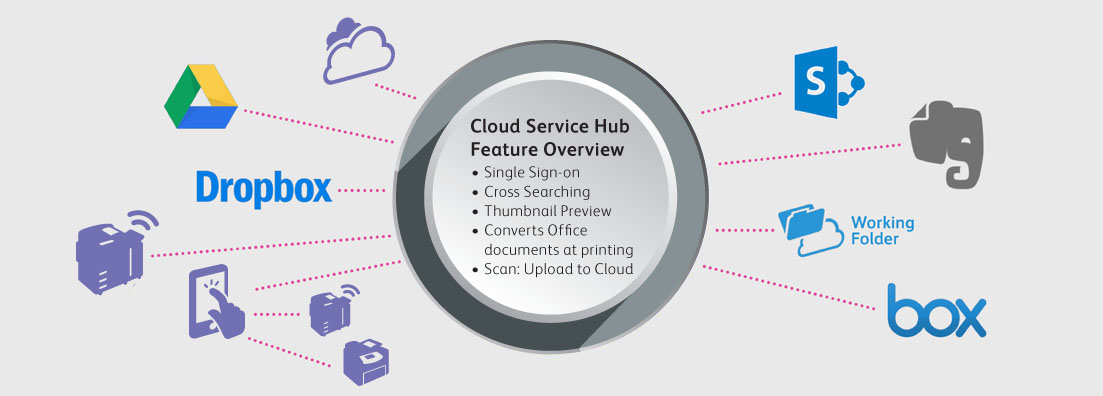 Cloud Service Hub
Feature Overview
• Single Sign-on
• Cross Searching
• Thumbnail Preview
• Converts Office
documents at printing
• Scan: Upload to Cloud
Dropbox
S
Working
Folder
box